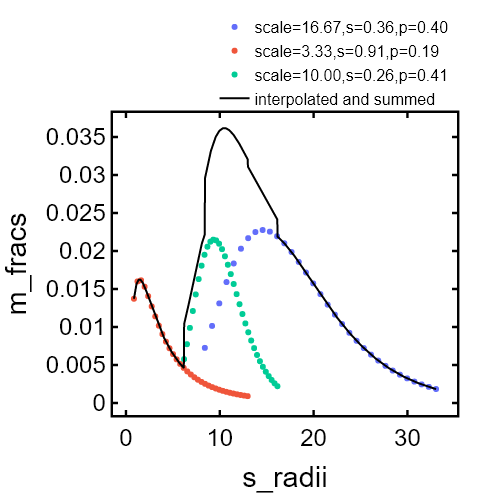 scale=16.67,s=0.36,p=0.40
scale=3.33,s=0.91,p=0.19
scale=10.00,s=0.26,p=0.41
interpolated and summed
0.035
0.03
0.025
0.02
0.015
0.01
0.005
0
m_fracs
0 10 20 30
s_radii